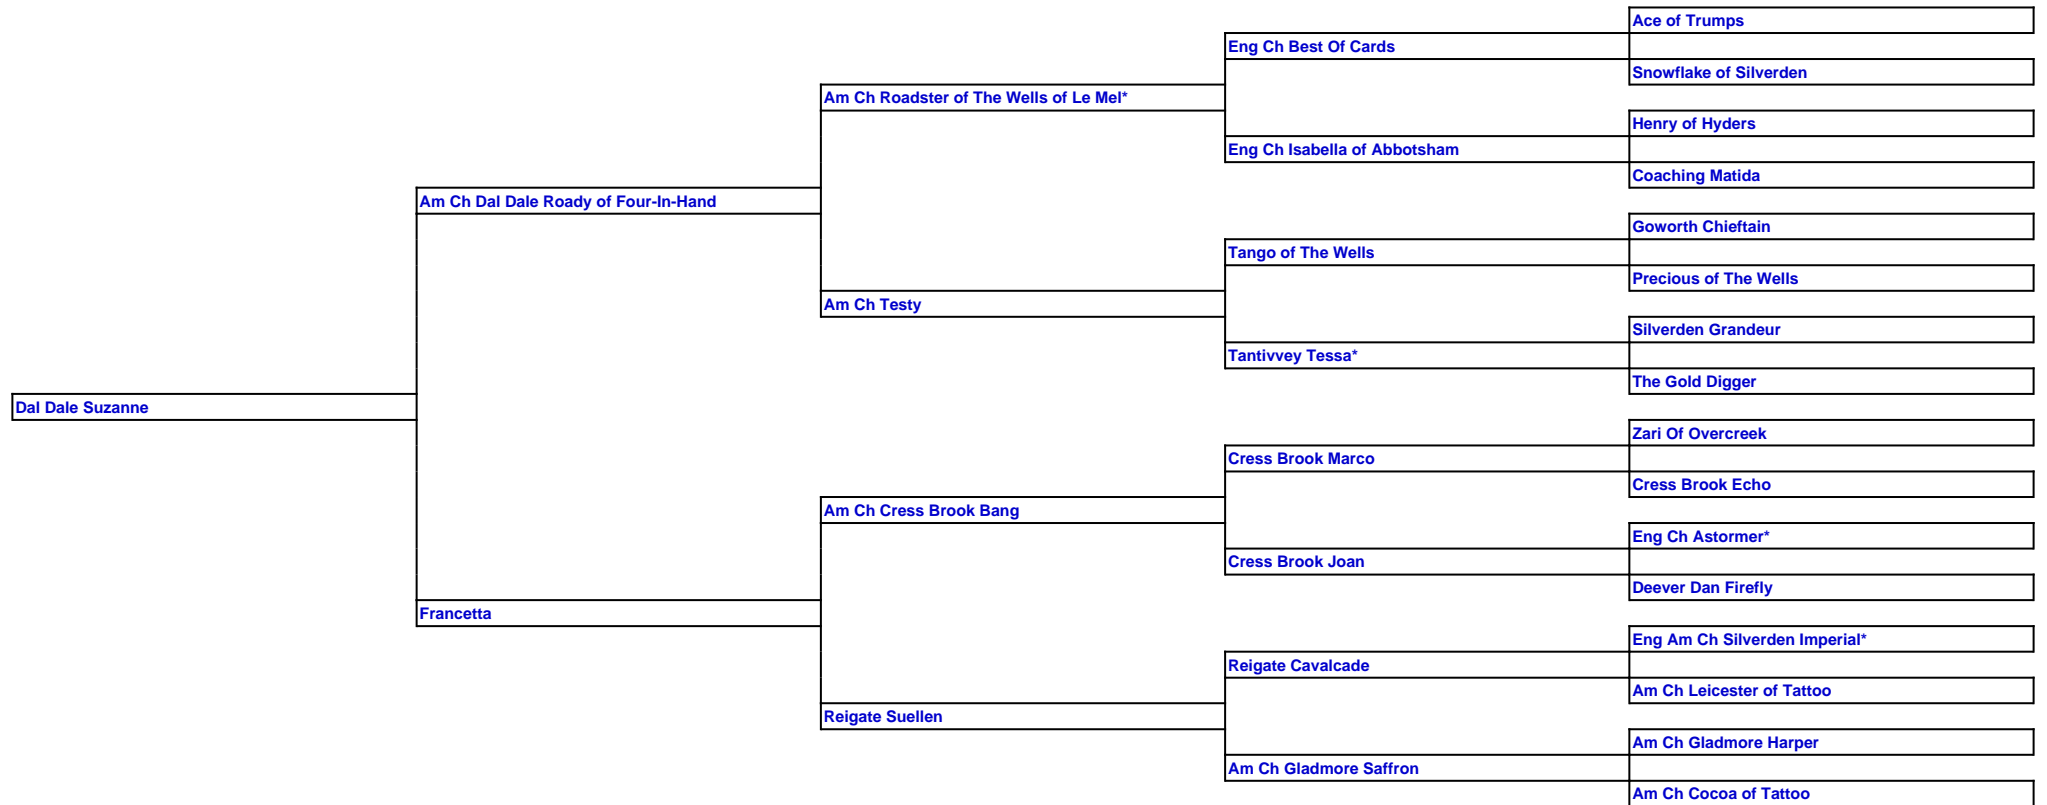 Ace of Trumps
Eng Ch Best Of Cards
Snowflake of Silverden
Am Ch Roadster of The Wells of Le Mel*
Henry of Hyders
Eng Ch Isabella of Abbotsham
Coaching Matida
Am Ch Dal Dale Roady of Four-In-Hand
Goworth Chieftain
Tango of The Wells
Precious of The Wells
Am Ch Testy
Silverden Grandeur
Tantivvey Tessa*
The Gold Digger
Dal Dale Suzanne
Zari Of Overcreek
Cress Brook Marco
Cress Brook Echo
Am Ch Cress Brook Bang
Eng Ch Astormer*
Cress Brook Joan
Deever Dan Firefly
Francetta
Eng Am Ch Silverden Imperial*
Reigate Cavalcade
Am Ch Leicester of Tattoo
Reigate Suellen
Am Ch Gladmore Harper
Am Ch Gladmore Saffron
Am Ch Cocoa of Tattoo